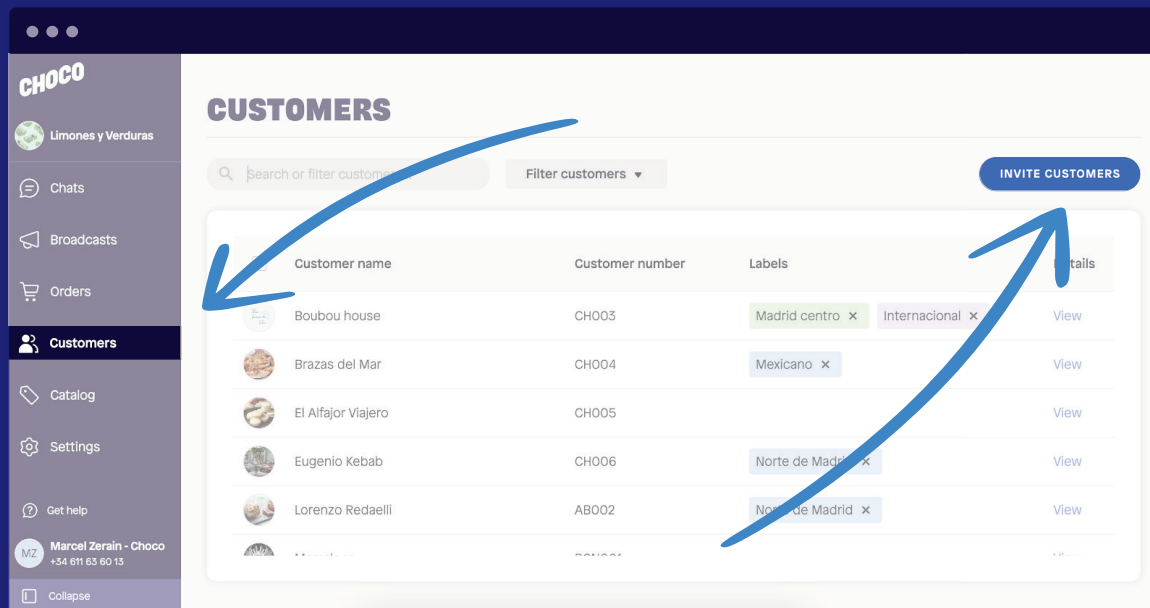 CHOCO
Limones y Verduras
Chats
Broadcasts
Orders
Customers
Catalog
Settings
Get help
MZ
Marcel Zerain - Choco
+34 611 63 60 13
Collapse
CUSTOMERS
Search or filter
Filter customers
INVITE CUSTOMERS
Customer name Customer number Labels
Boubou house CH003 Madrid centro × Internacional × View
Brazas del Mar CH004 Mexicano × View
El Alfajor Viajero CH005 View
Eugenio Kebab CH006 Norte de Madrid × View
Lorenzo Redaelli AB002 Norte de Madrid × View